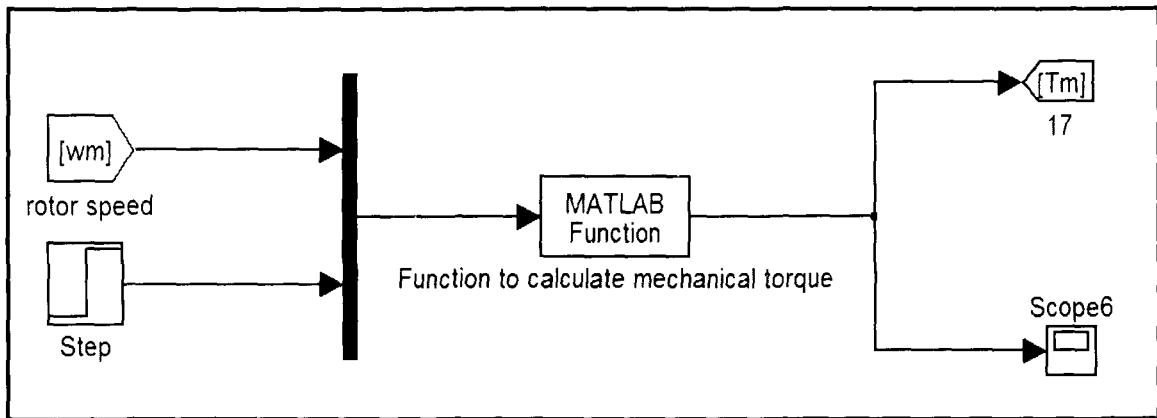 [wm]
rotor speed
Step
MATLAB
Function
Function to calculate mechanical torque
[Tm]
17
Scope6